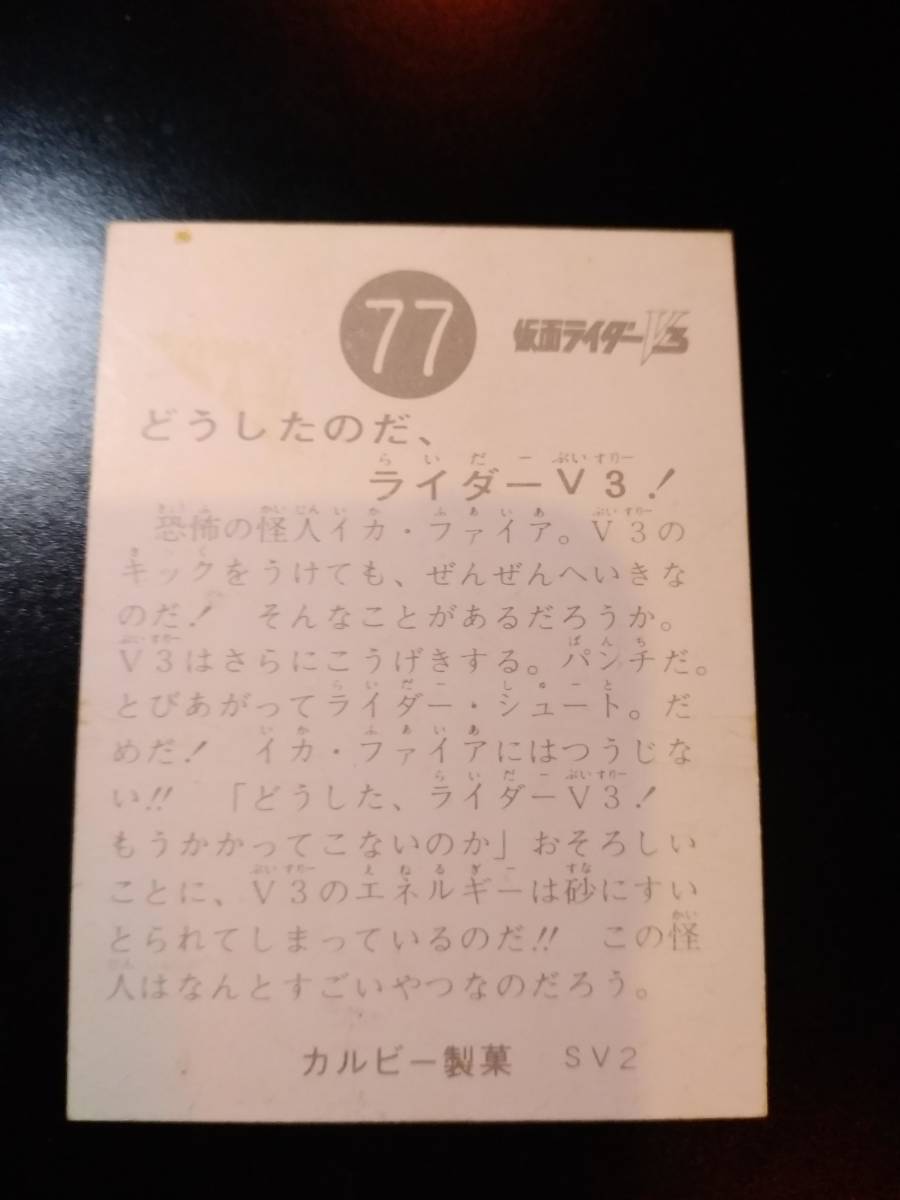 77
仮面ライダーV3
どうしたのだ、
ライダーV3!
恐怖の怪人イカ・ファイア。V3の
キックをうけても、ぜんぜんへいきな
のだ! そんなことがあるだろうか。
V3はさらにこうげきする。パンチだ。
とびあがってライダー・シュート。だ
めだ! イカ・ファイアにはつうじな
い!! 「どうした、ライダーV3!
もうかかってこないのか」おそろしい
ことに、V3のエネルギーは砂にすい
とられてしまっているのだ!! この怪
人はなんとすごいやつなのだろう。
カルビー製菓 SV2